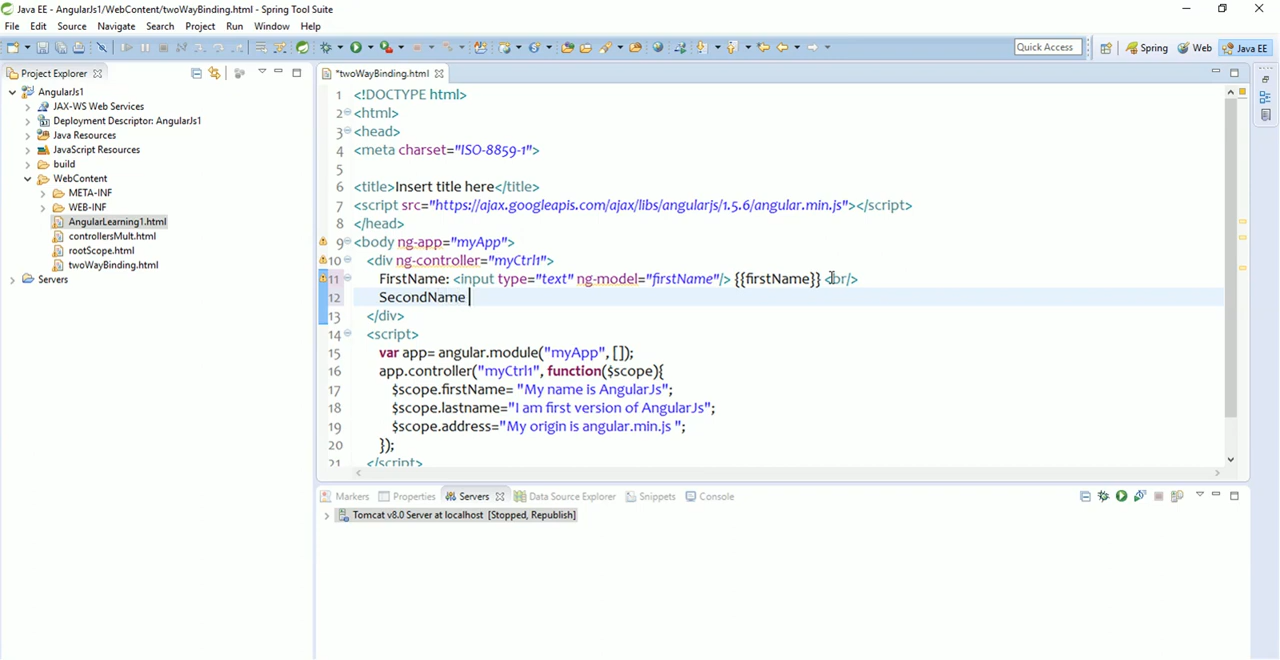 Java EE - AngularJs1/WebContent/twoWayBinding.html - Spring Tool Suite
File Edit Source Navigate Search Project Run Window Help
Quick Access Spring Web Java EE
Project Explorer
AngularJs1
JAX-WS Web Services
Deployment Descriptor: AngularJs1
Java Resources
JavaScript Resources
build
WebContent
META-INF
WEB-INF
AngularLearning1.html
controllersMult.html
rootScope.html
twoWayBinding.html
Servers
*twoWayBinding.html
1 <!DOCTYPE html>
2 <html>
3 <head>
4 <meta charset="ISO-8859-1">
5
6 <title>Insert title here</title>
7 <script src="https://ajax.googleapis.com/ajax/libs/angularjs/1.5.6/angular.min.js"></script>
8 </head>
9 <body ng-app="myApp">
10 <div ng-controller="myCtrl1">
11 FirstName: <input type="text" ng-model="firstName"/> {{firstName}} <br/>
12 SecondName
13 </div>
14 <script>
15 var app= angular.module("myApp", []);
16 app.controller("myCtrl1", function($scope){
17 $scope.firstName= "My name is AngularJs";
18 $scope.lastname="I am first version of AngularJs";
19 $scope.address="My origin is angular.min.js ";
20 });
21 </script>
Markers Properties Servers Data Source Explorer Snippets Console
Tomcat v8.0 Server at localhost [Stopped, Republish]